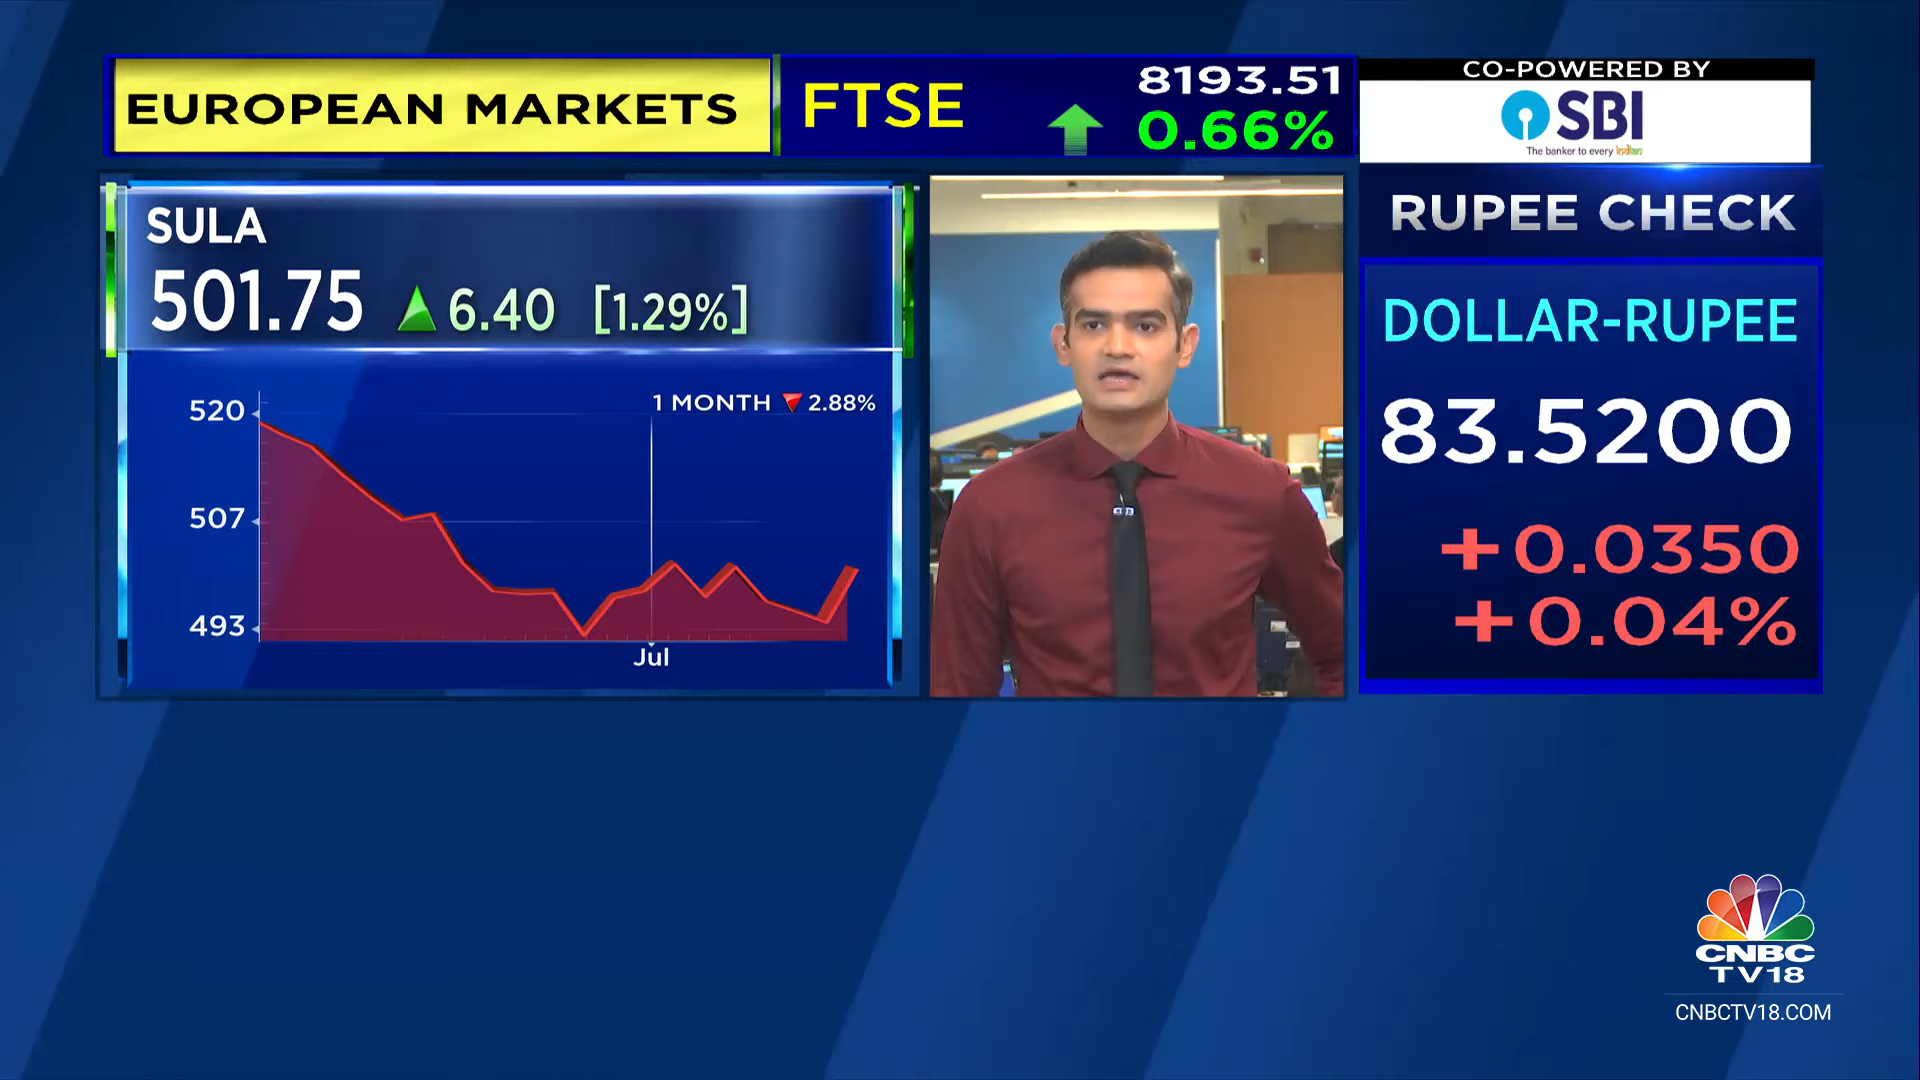 EUROPEAN MARKETS
FTSE
8193.51
0.66%
CO-POWERED BY
SBI
The banker to every Indian
SULA
501.75 6.40 [1.29%]
1 MONTH 2.88%
520
507
493
Jul
RUPEE CHECK
DOLLAR-RUPEE
83.5200
+0.0350
+0.04%
CNBC
TV18
CNBCTV18.COM